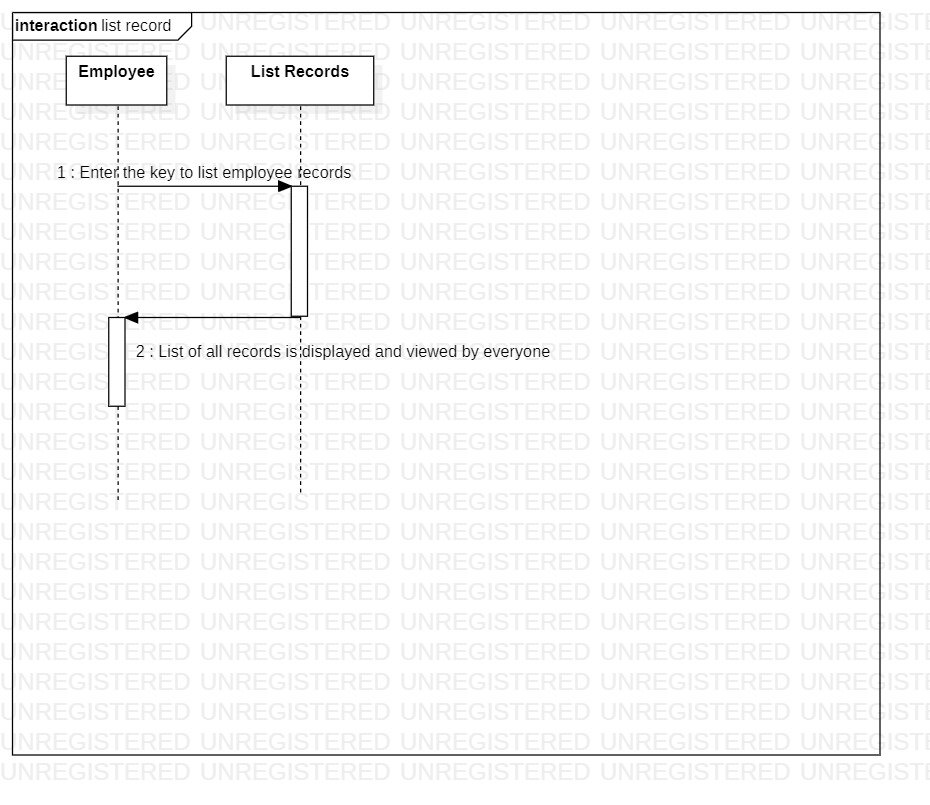 interaction list record
Employee
List Records
1 : Enter the key to list employee records
2 : List of all records is displayed and viewed by everyone
UNREGISTERED UNREGISTERED UNREGISTERED UNREGISTERED